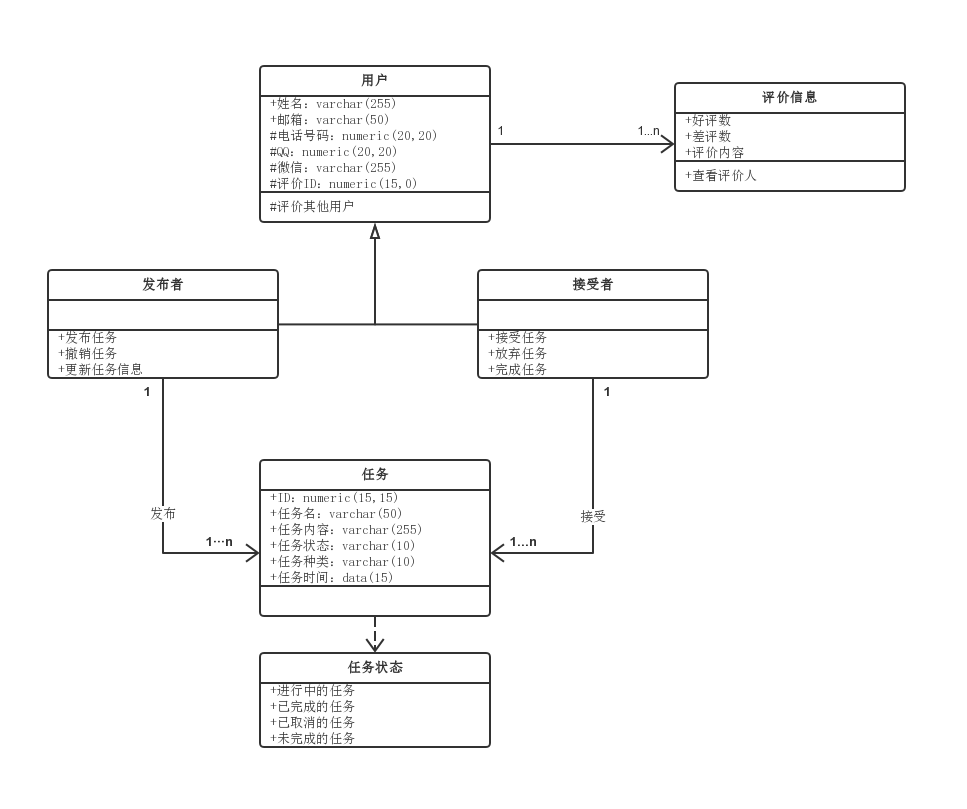 用户
+姓名: varchar(255)
+邮箱: varchar(50)
#电话号码: numeric(20,20)
#QQ: numeric(20,20)
#微信: varchar(255)
#评价ID: numeric(15,0)
#评价其他用户
1
1...n
评价信息
+好评数
+差评数
+评价内容
+查看评价人
发布者
+发布任务
+撤销任务
+更新任务信息
接受者
+接受任务
+放弃任务
+完成任务
1
1
发布
接受
1…n
1...n
任务
+ID: numeric(15,15)
+任务名: varchar(50)
+任务内容: varchar(255)
+任务状态: varchar(10)
+任务种类: varchar(10)
+任务时间: data(15)
任务状态
+进行中的任务
+已完成的任务
+已取消的任务
+未完成的任务